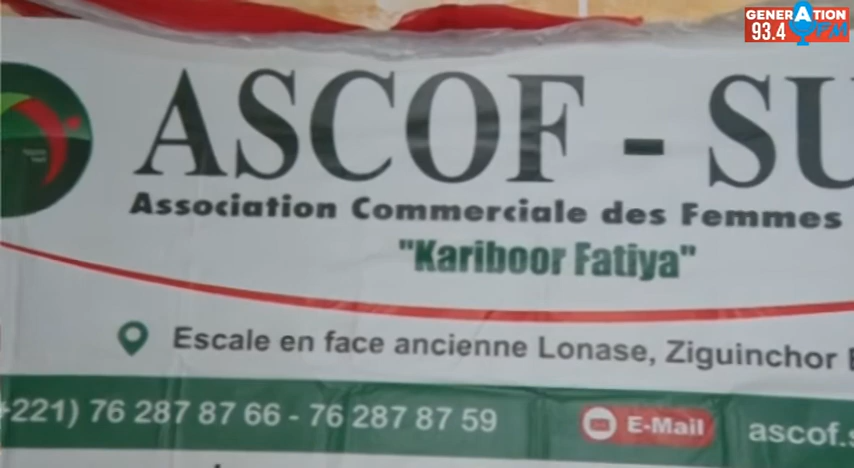 GENERATION
93.4 FM
ASCOF - SU
Association Commerciale des Femmes
"Kariboor Fatiya"
Escale en face ancienne Lonase, Ziguinchor
+221) 76 287 87 66 - 76 287 87 59
E-Mail
ascof.s